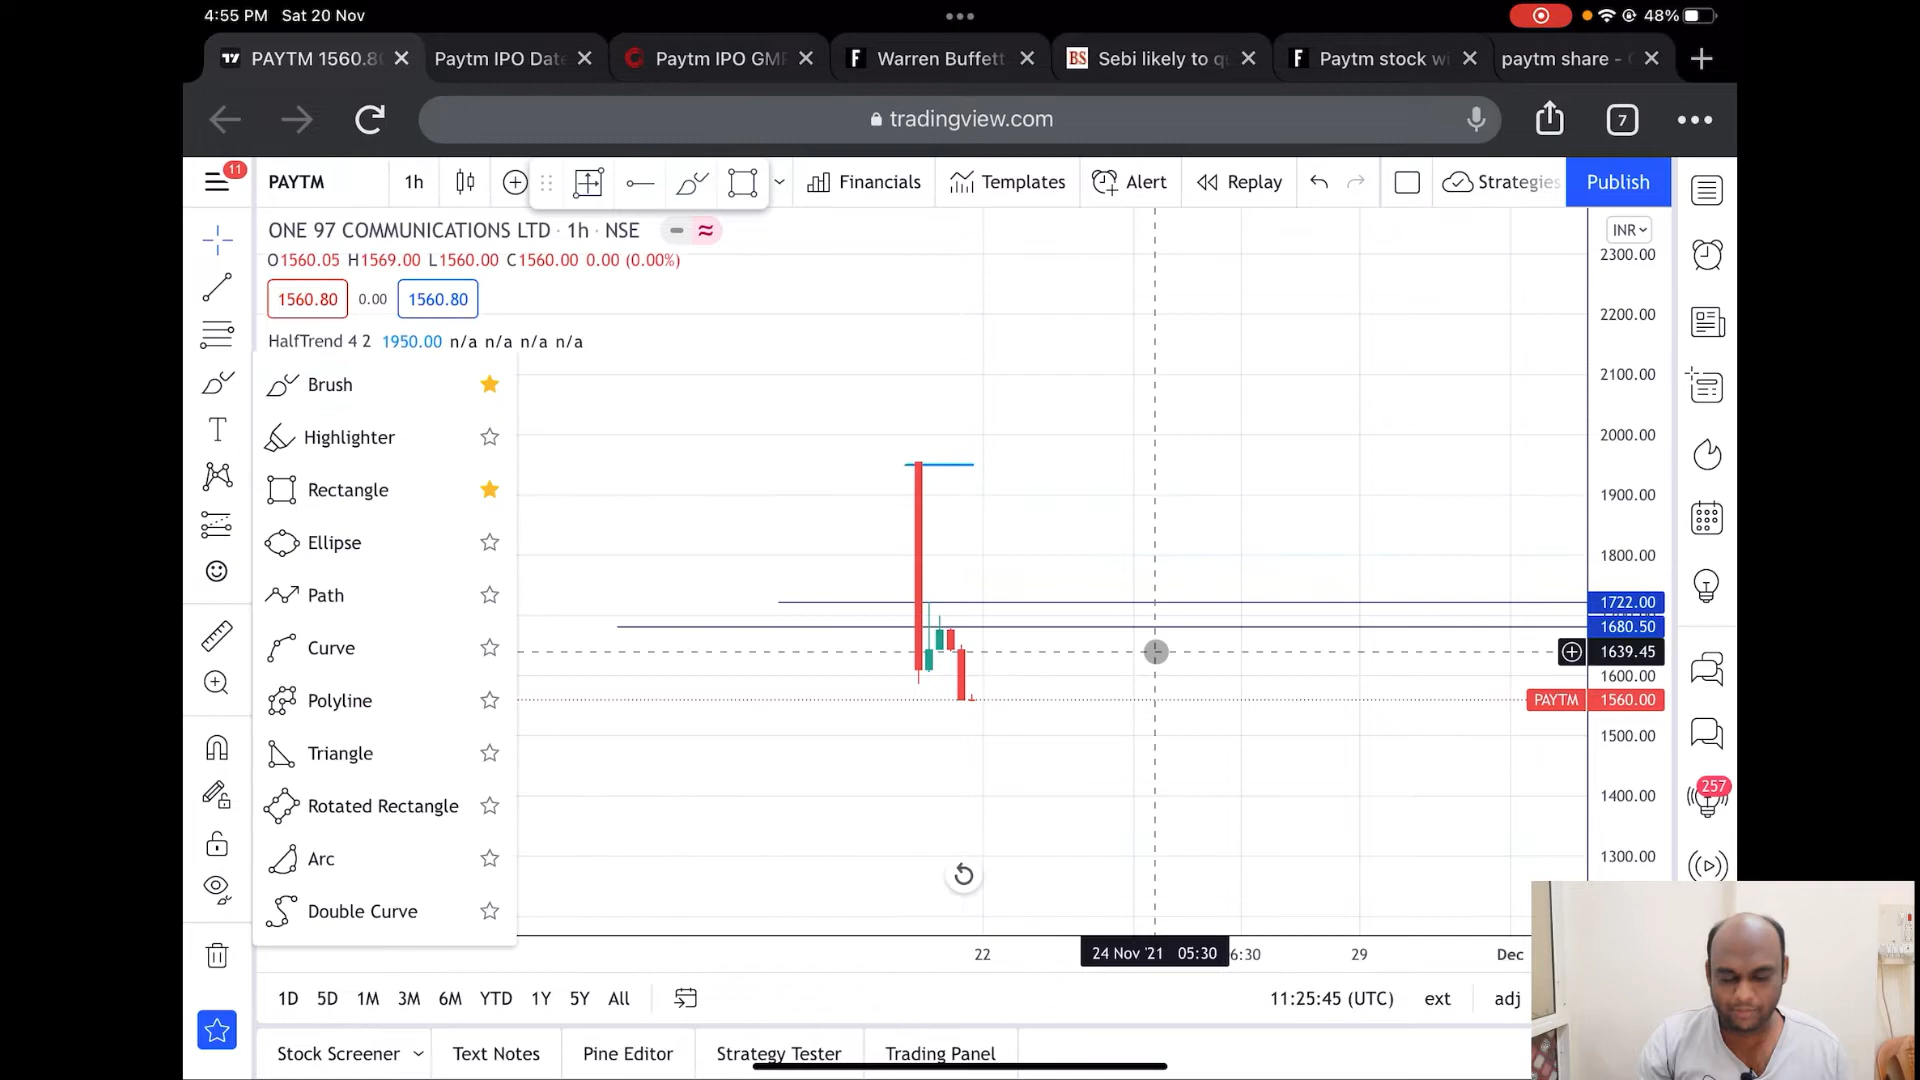 4:55 PM Sat 20 Nov
48%
PAYTM 1560.8
Paytm IPO Date
Paytm IPO GMP
Warren Buffett
BS Sebi likely to q
Paytm stock wi
paytm share -
tradingview.com
7
11
PAYTM
1h
Financials
Templates
Alert
Replay
Strategies
Publish
ONE 97 COMMUNICATIONS LTD · 1h · NSE
O1560.05 H1569.00 L1560.00 C1560.00 0.00 (0.00%)
1560.80 0.00 1560.80
HalfTrend 4 2 1950.00 n/a n/a n/a n/a
Brush
Highlighter
Rectangle
Ellipse
Path
Curve
Polyline
Triangle
Rotated Rectangle
Arc
Double Curve
INR
2300.00
2200.00
2100.00
2000.00
1900.00
1800.00
1722.00
1680.50
1639.45
1600.00
PAYTM 1560.00
1500.00
1400.00
1300.00
257
22
24 Nov '21 05:30
6:30
29
Dec
1D 5D 1M 3M 6M YTD 1Y 5Y All
11:25:45 (UTC)
ext
adj
Stock Screener
Text Notes
Pine Editor
Strategy Tester
Trading Panel